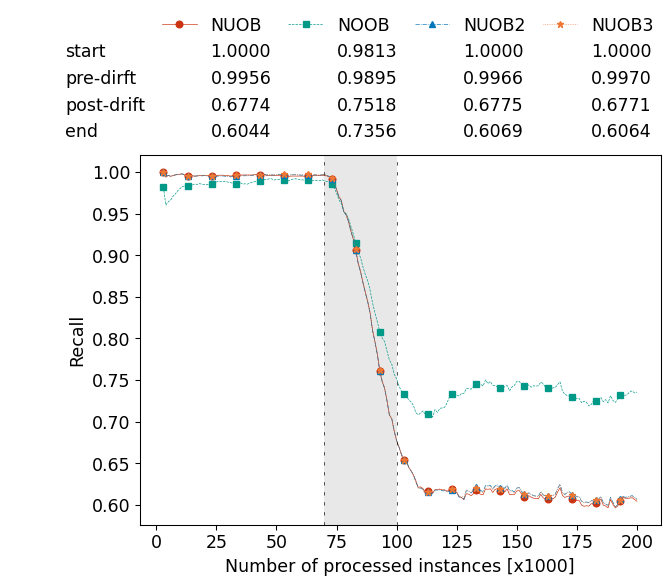 NUOB NOOB NUOB2 NUOB3
start 1.0000 0.9813 1.0000 1.0000
pre-dirft 0.9956 0.9895 0.9966 0.9970
post-drift 0.6774 0.7518 0.6775 0.6771
end 0.6044 0.7356 0.6069 0.6064
1.00
0.95
0.90
0.85
0.80
0.75
0.70
0.65
0.60
Recall
0 25 50 75 100 125 150 175 200
Number of processed instances [x1000]